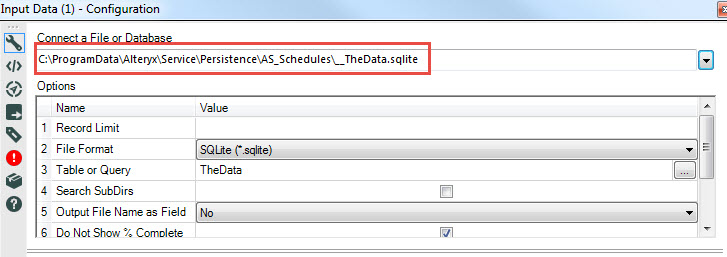 Input Data (1) - Configuration
Connect a File or Database
C:\ProgramData\Alteryx\Service\Persistence\AS_Schedules\__TheData.sqlite
Options
Name Value
1 Record Limit
2 File Format SQLite (*.sqlite)
3 Table or Query TheData ...
4 Search SubDirs
5 Output File Name as Field No
6 Do Not Show % Complete